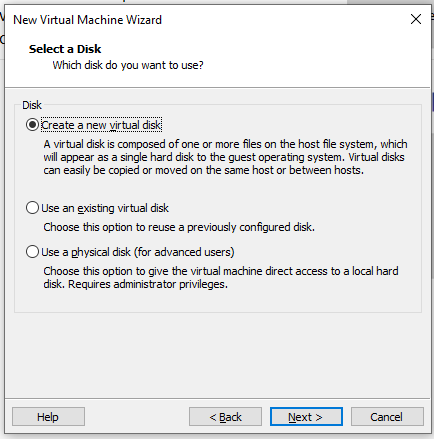 New Virtual Machine Wizard
Select a Disk
Which disk do you want to use?
Disk
Create a new virtual disk
A virtual disk is composed of one or more files on the host file system, which
will appear as a single hard disk to the guest operating system. Virtual disks
can easily be copied or moved on the same host or between hosts.
Use an existing virtual disk
Choose this option to reuse a previously configured disk.
Use a physical disk (for advanced users)
Choose this option to give the virtual machine direct access to a local hard
disk. Requires administrator privileges.
Help
< Back
Next >
Cancel